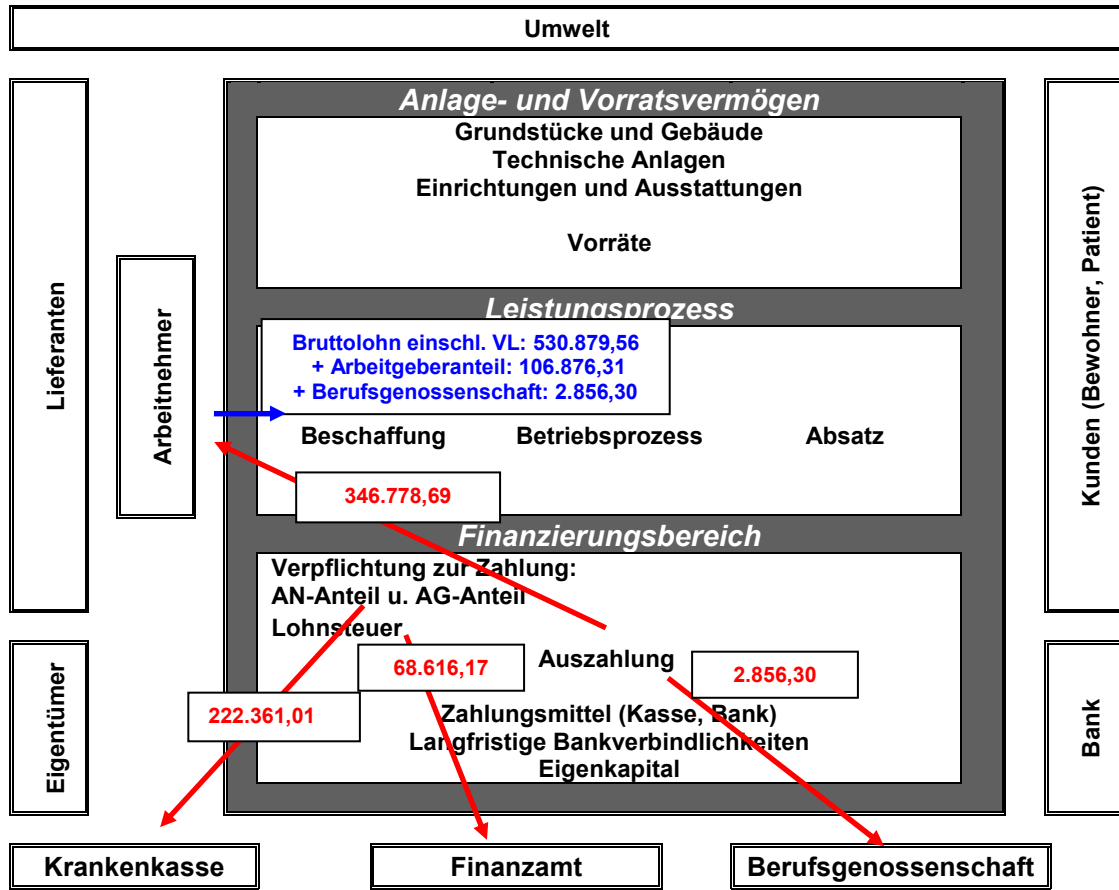 Umwelt
Lieferanten
Arbeitnehmer
Eigentümer
Anlage- und Vorratsvermögen
Grundstücke und Gebäude
Technische Anlagen
Einrichtungen und Ausstattungen
Vorräte
Leistungsprozess
Bruttolohn einschl. VL: 530.879,56
+ Arbeitgeberanteil: 106.876,31
+ Berufsgenossenschaft: 2.856,30
Beschaffung Betriebsprozess Absatz
346.778,69
Finanzierungsbereich
Verpflichtung zur Zahlung:
AN-Anteil u. AG-Anteil
Lohnsteuer
68.616,17
Auszahlung
2.856,30
222.361,01
Zahlungsmittel (Kasse, Bank)
Langfristige Bankverbindlichkeiten
Eigenkapital
Kunden (Bewohner, Patient)
Bank
Krankenkasse
Finanzamt
Berufsgenossenschaft